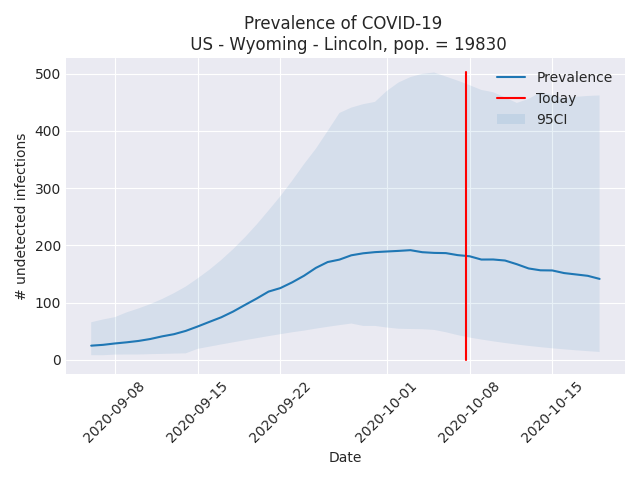 Prevalence of COVID-19
US - Wyoming - Lincoln, pop. = 19830
Prevalence
Today
95CI
# undetected infections
500
400
300
200
100
0
2020-09-08
2020-09-15
2020-09-22
2020-10-01
2020-10-08
2020-10-15
Date